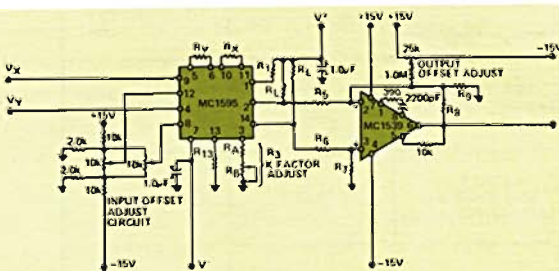 V+
+15V
+15V
25k
-15V
OUTPUT
OFFSET ADJUST
1.0M
VX
RY
RX
R1
RL
RL
1.0μF
9
5
6
10
11
1
12
2
MC1595
4
14
8
7
13
3
VY
R5
390
2200pF
MC1539
R9
R8
10k
R6
R7
+15V
2.0k
10k
10k
10k
2.0k
10k
1.0μF
R13
RA
RB
R3
K FACTOR
ADJUST
INPUT OFFSET
ADJUST
CIRCUIT
-15V
V-
-15V